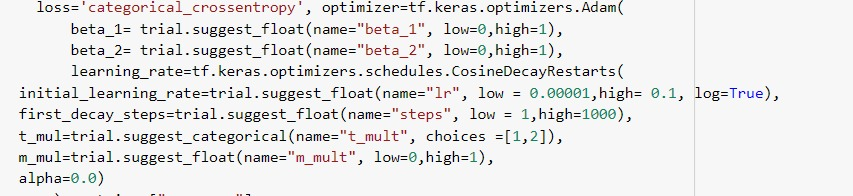 loss='categorical_crossentropy', optimizer=tf.keras.optimizers.Adam(
beta_1= trial.suggest_float(name="beta_1", low=0,high=1),
beta_2= trial.suggest_float(name="beta_2", low=0,high=1),
learning_rate=tf.keras.optimizers.schedules.CosineDecayRestarts(
initial_learning_rate=trial.suggest_float(name="lr", low = 0.00001,high= 0.1, log=True),
first_decay_steps=trial.suggest_float(name="steps", low = 1,high=1000),
t_mul=trial.suggest_categorical(name="t_mult", choices =[1,2]),
m_mul=trial.suggest_float(name="m_mult", low=0,high=1),
alpha=0.0)